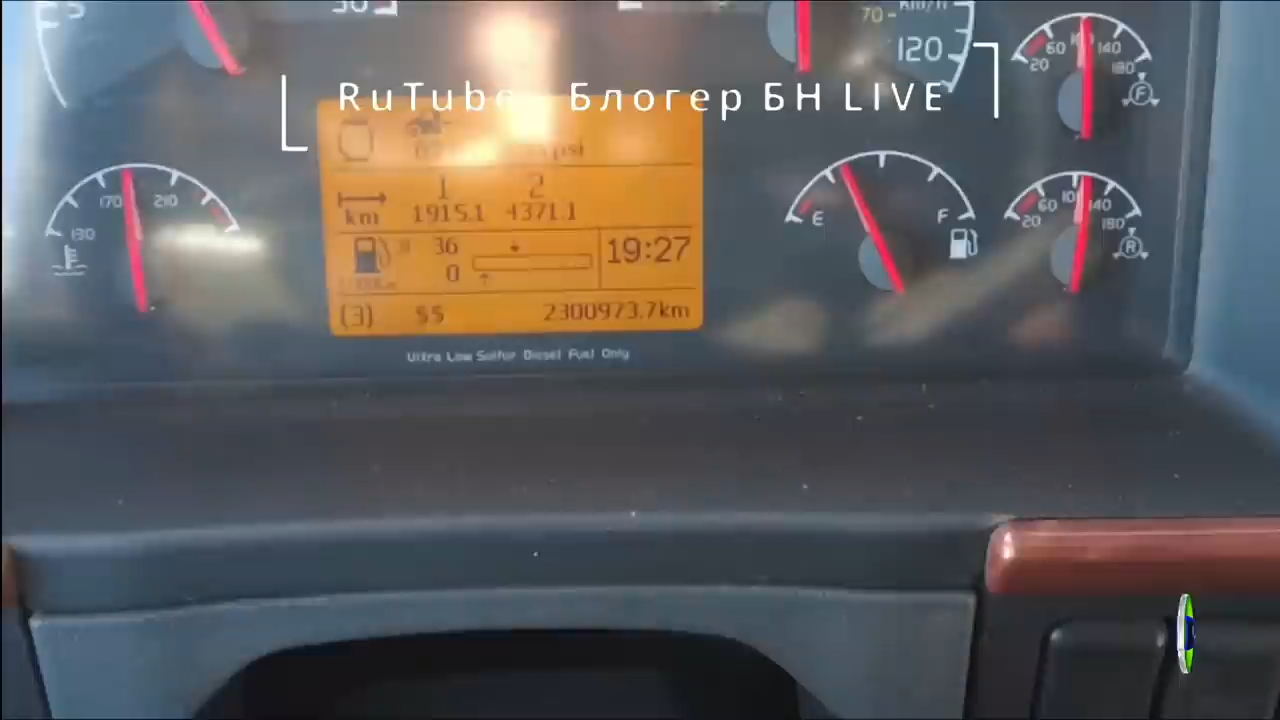 70
km/h
120
RuTube Блогер БН LIVE
60 140
20 180
F
psi
1 2
km 1915.1 4371.1
170 210
130
36
0
19:27
(3) 55 2300973.7km
E F
60 100 140
20 180
R
Ultra Low Sulfur Diesel Fuel Only